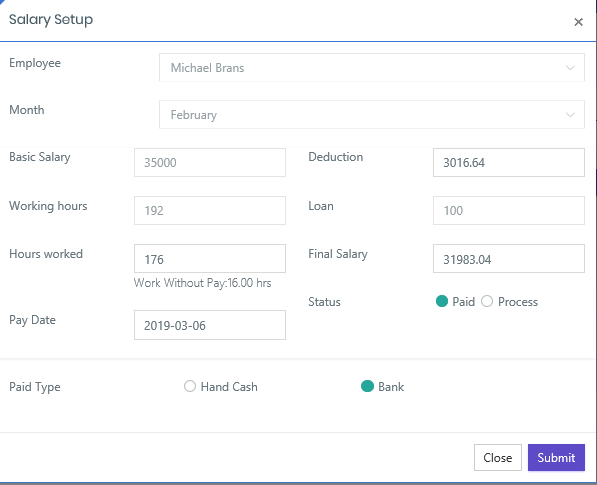 Salary Setup
×
Employee
Michael Brans
Month
February
Basic Salary
35000
Deduction
3016.64
Working hours
192
Loan
100
Hours worked
176
Work Without Pay:16.00 hrs
Final Salary
31983.04
Status
Paid
Process
Pay Date
2019-03-06
Paid Type
Hand Cash
Bank
Close
Submit